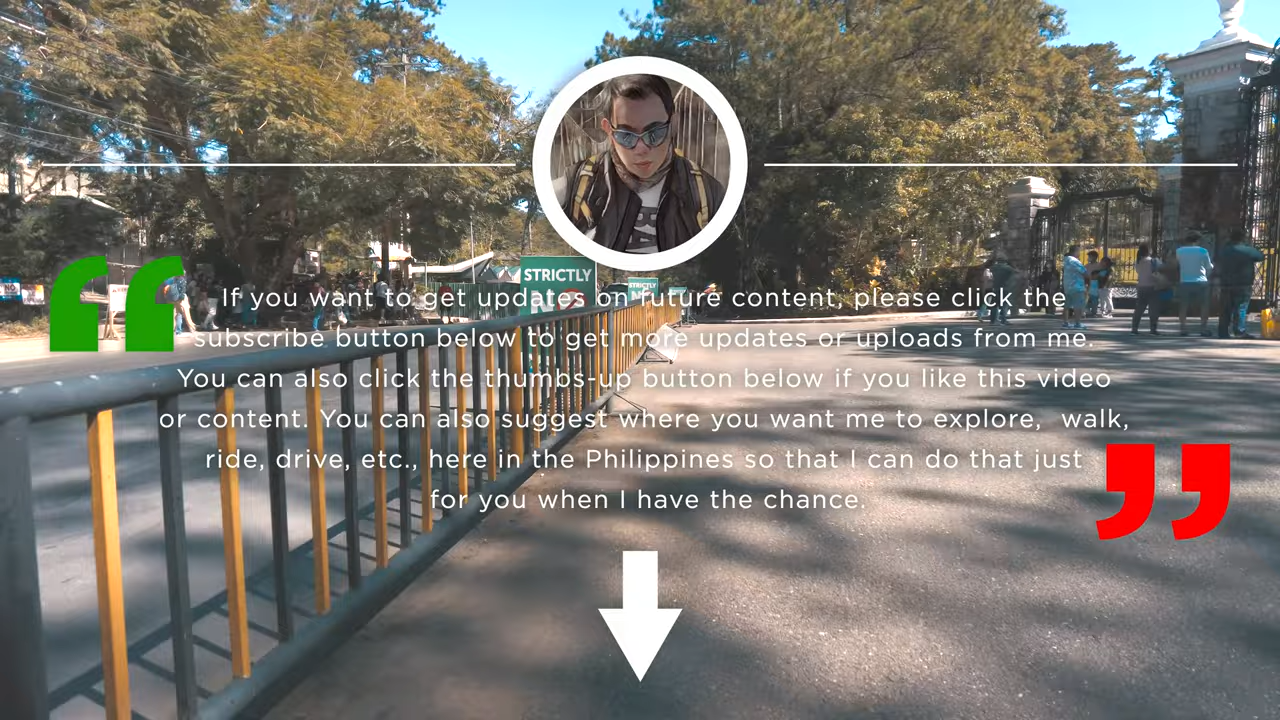 STRICTLY
NO
STRICTLY
If you want to get updates on future content, please click the
subscribe button below to get more updates or uploads from me.
You can also click the thumbs-up button below if you like this video
or content. You can also suggest where you want me to explore, walk,
ride, drive, etc., here in the Philippines so that I can do that just
for you when I have the chance.